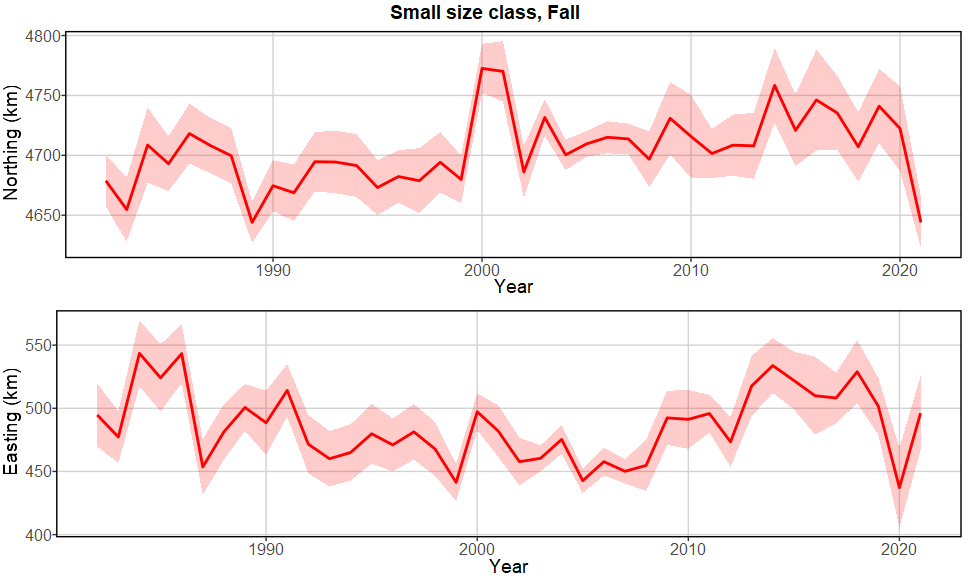 Small size class, Fall
Northing (km)
4800
4750
4700
4650
1990 2000 2010 2020
Year
Easting (km)
550
500
450
400
1990 2000 2010 2020
Year